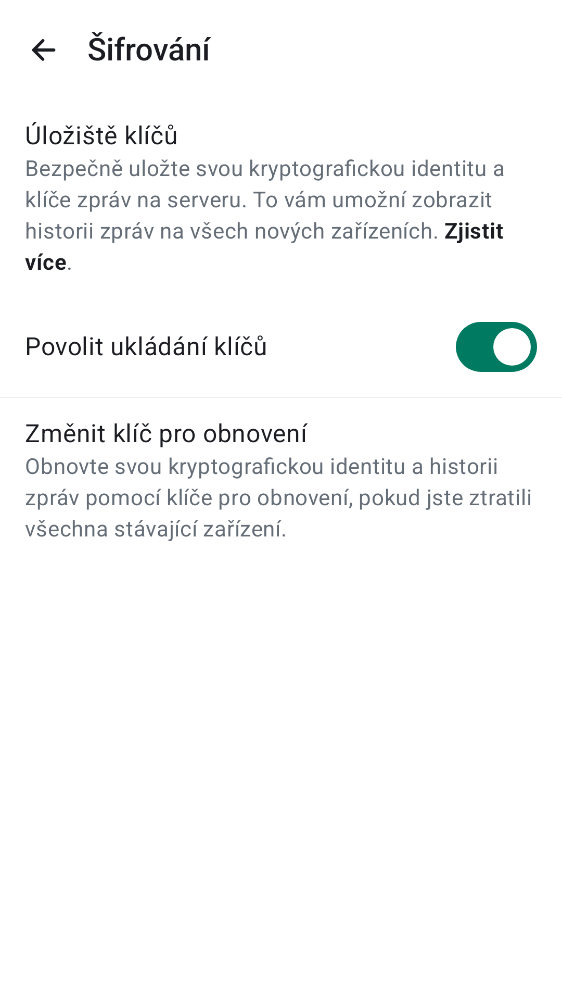 Šifrování
Úložiště klíčů
Bezpečně uložte svou kryptografickou identitu a
klíče zpráv na serveru. To vám umožní zobrazit
historii zpráv na všech nových zařízeních. Zjistit
více.
Povolit ukládání klíčů
Změnit klíč pro obnovení
Obnovte svou kryptografickou identitu a historii
zpráv pomocí klíče pro obnovení, pokud jste ztratili
všechna stávající zařízení.